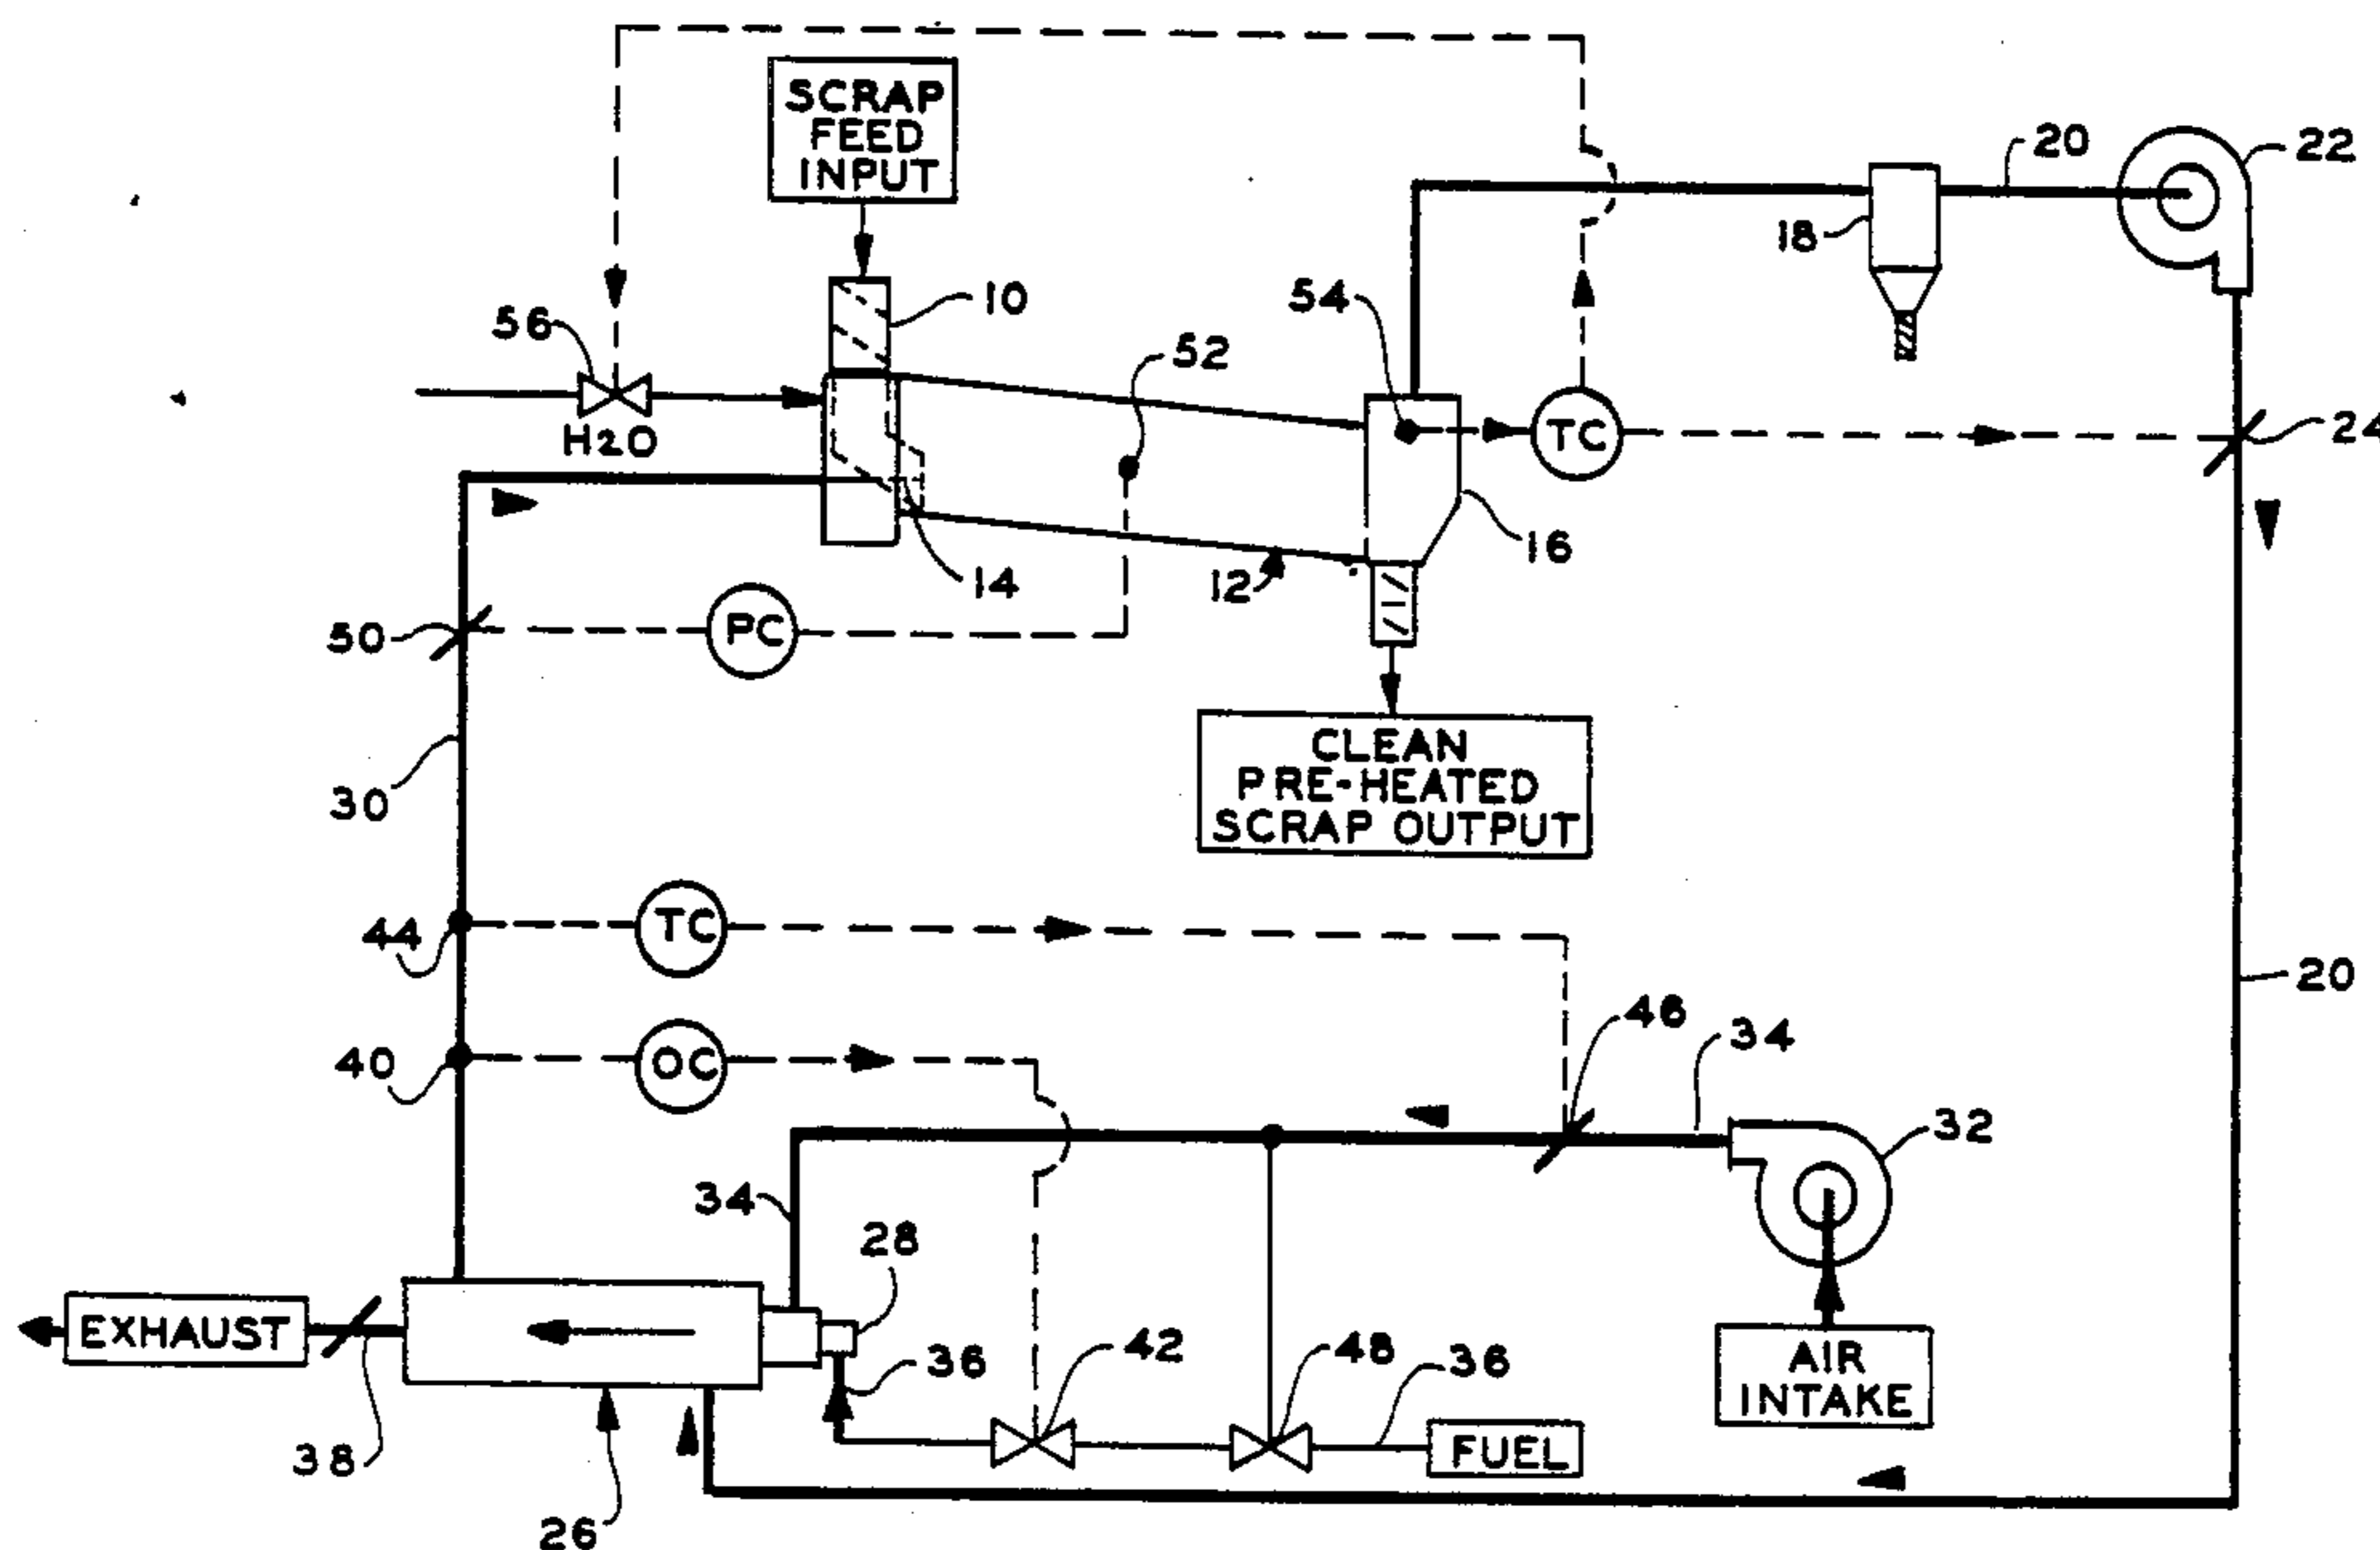 SCRAP
FEED
INPUT
20
22
18
10
54
56
52
TC
24
H2O
16
14
12
PC
50
CLEAN
PRE-HEATED
SCRAP OUTPUT
30
TC
44
20
46
34
OC
40
32
34
28
EXHAUST
42
48
36
36
AIR
INTAKE
FUEL
38
26